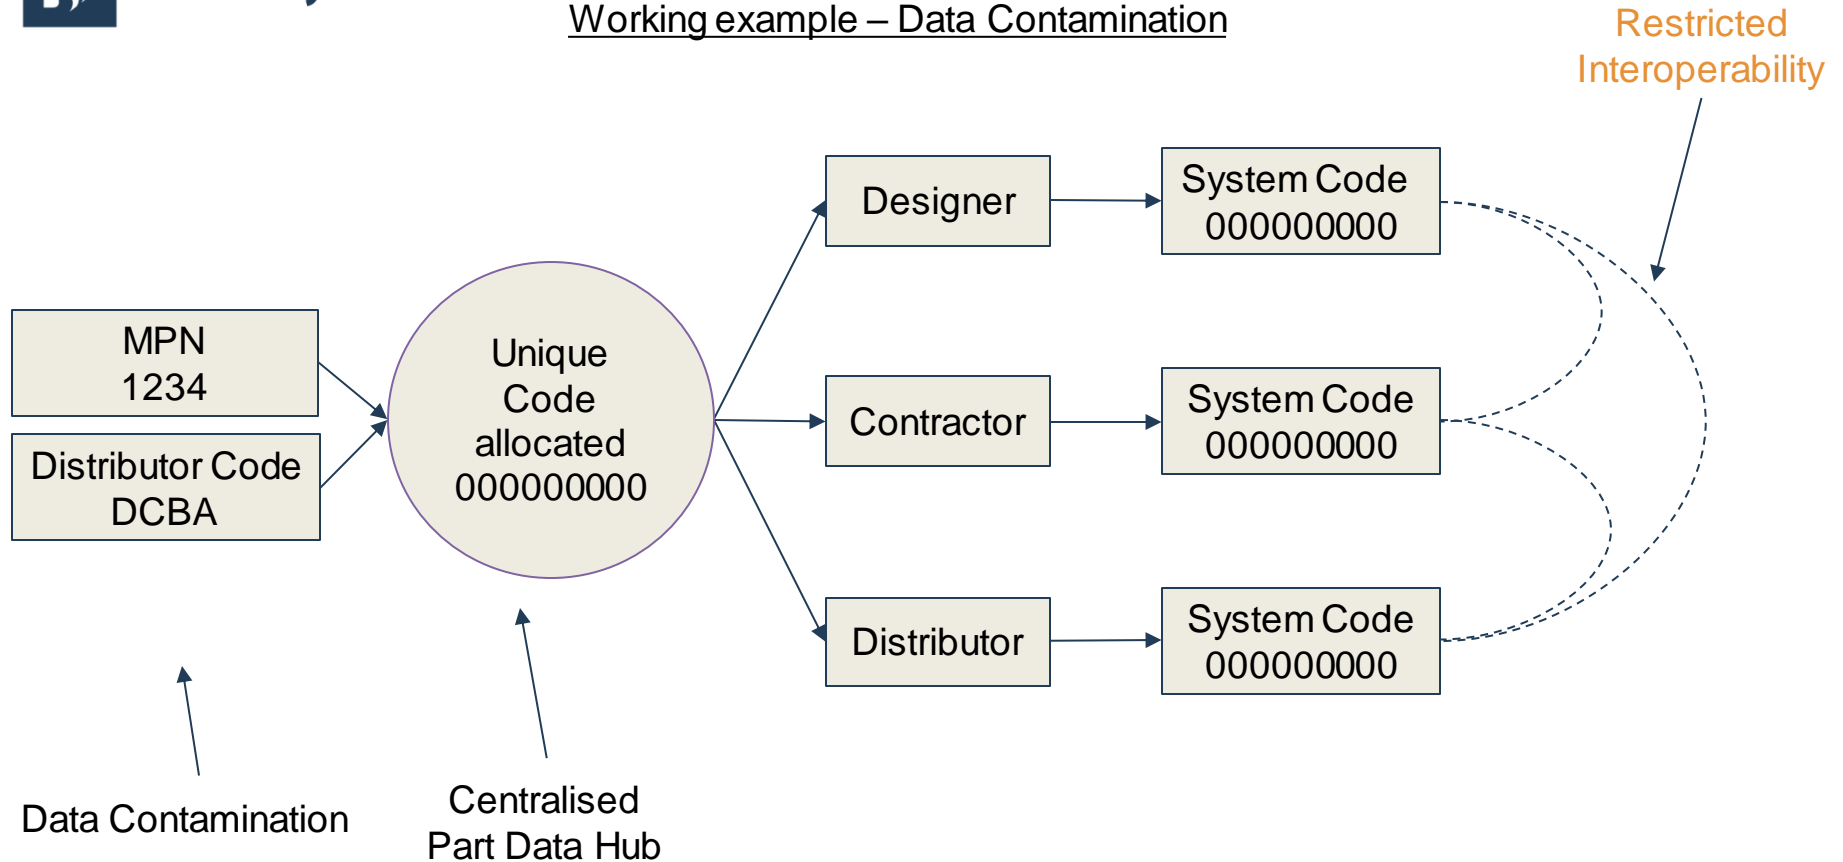 Working example – Data Contamination
Restricted
Interoperability
Designer
System Code
000000000
MPN
1234
Unique
Code
allocated
000000000
Contractor
System Code
000000000
Distributor Code
DCBA
Distributor
System Code
000000000
Data Contamination
Centralised
Part Data Hub